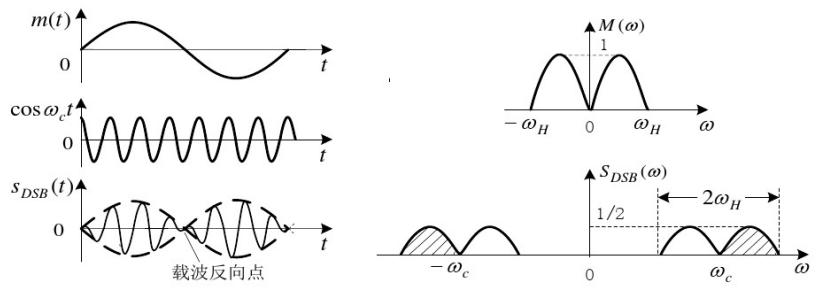 m(t)
0
t
cos ω_c t
0
t
s_DSB(t)
0
t
载波反向点
M(ω)
1
−ω_H
0
ω_H
ω
S_DSB(ω)
2ω_H
1/2
−ω_c
0
ω_c
ω